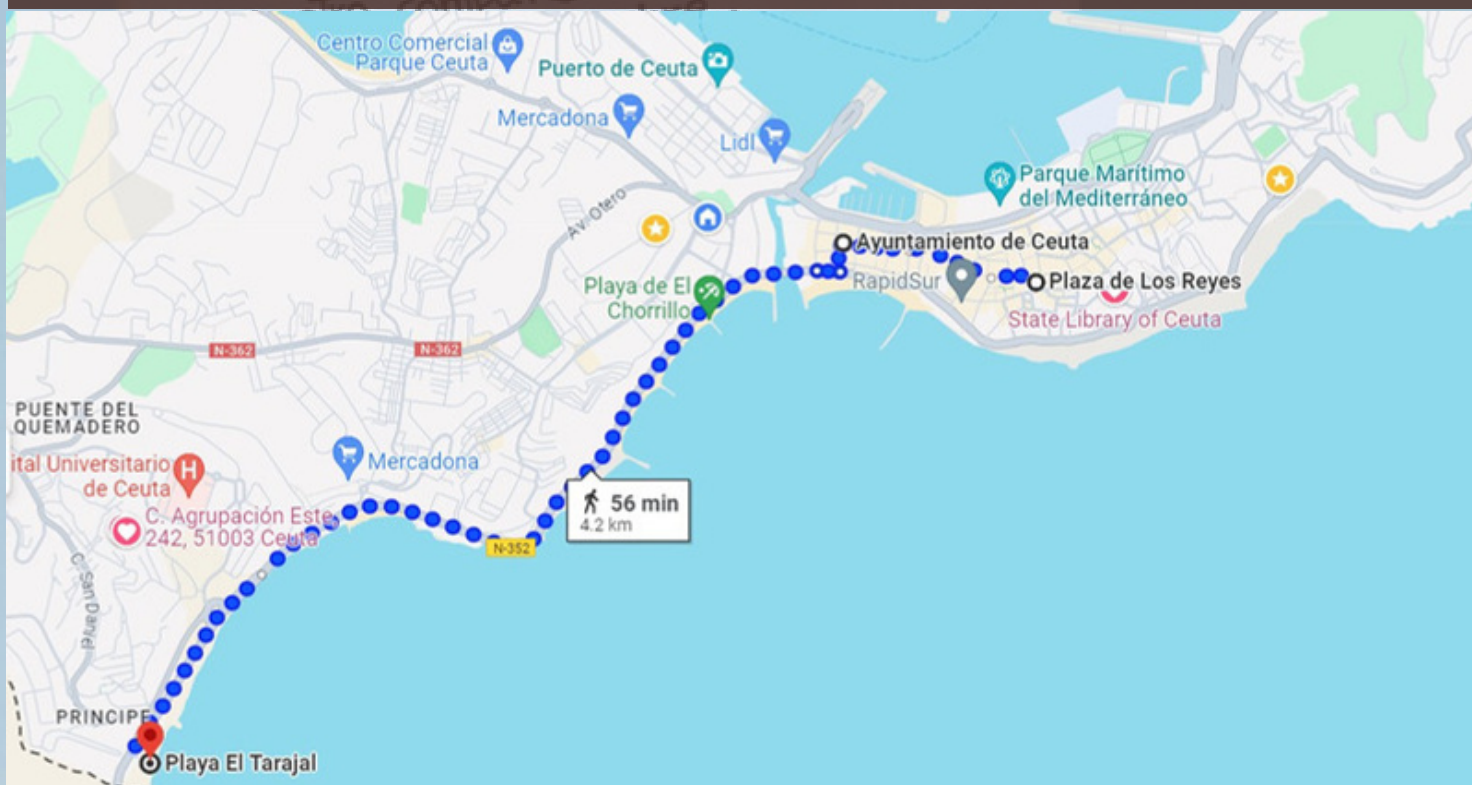 Centro Comercial
Parque Ceuta
Puerto de Ceuta
Mercadona
Lidl
Av. Otero
Parque Marítimo
del Mediterráneo
Ayuntamiento de Ceuta
RapidSur
Plaza de Los Reyes
State Library of Ceuta
Playa de El
Chorrillo
N-362
N-362
PUENTE DEL
QUEMADERO
ital Universitario
de Ceuta
H
Mercadona
C. Agrupación Este,
242, 51003 Ceuta
56 min
4.2 km
N-352
C. San Daniel
PRINCIPE
Playa El Tarajal